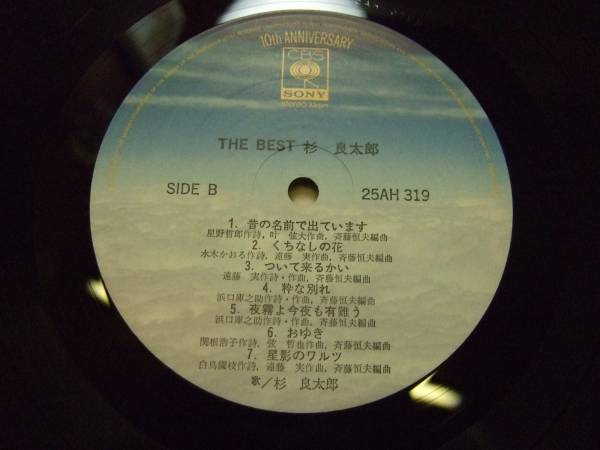 10th ANNIVERSARY
CBS
SONY
stereo 33rpm
THE BEST 杉 良太郎
SIDE B 25AH 319
1. 昔の名前で出ています
星野哲郎作詩, 叶 弦大作曲, 斉藤恒夫編曲
2. くちなしの花
水木かおる作詩, 遠藤 実作曲, 斉藤恒夫編曲
3. ついて来るかい
遠藤 実作詩・作曲, 斉藤恒夫編曲
4. 粋な別れ
浜口庫之助作詩・作曲, 斉藤恒夫編曲
5. 夜霧よ今夜も有難う
浜口庫之助作詩・作曲, 斉藤恒夫編曲
6. おゆき
関根浩子作詩, 弦 哲也作曲, 斉藤恒夫編曲
7. 星影のワルツ
白鳥園枝作詩, 遠藤 実作曲, 斉藤恒夫編曲
歌／杉 良太郎